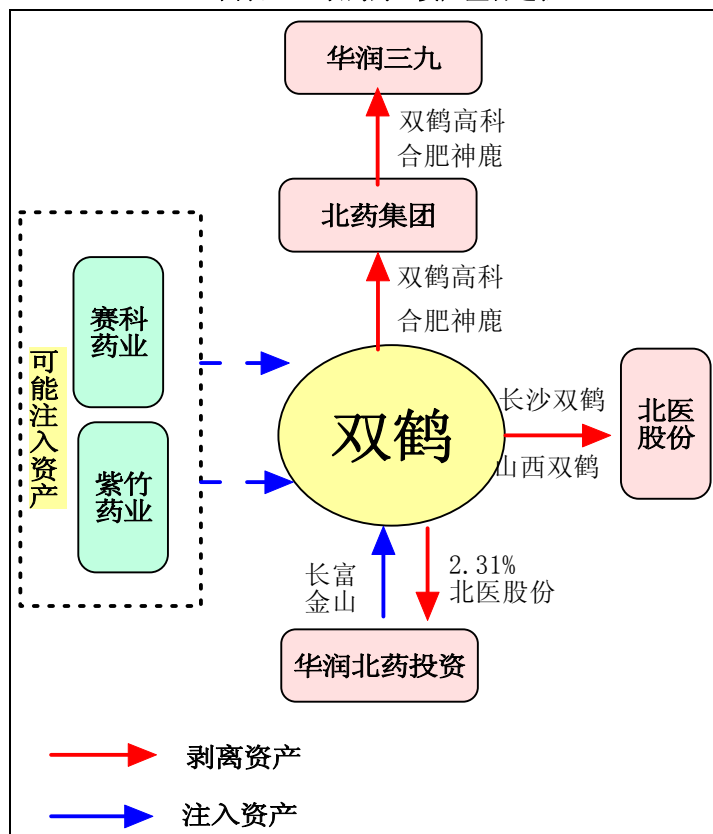 华润三九
双鹤高科
合肥神鹿
北药集团
双鹤高科
合肥神鹿
可能注入资产
赛科
药业
紫竹
药业
双鹤
长沙双鹤
山西双鹤
北医
股份
长富
金山
2.31%
北医股份
华润北药投资
剥离资产
注入资产